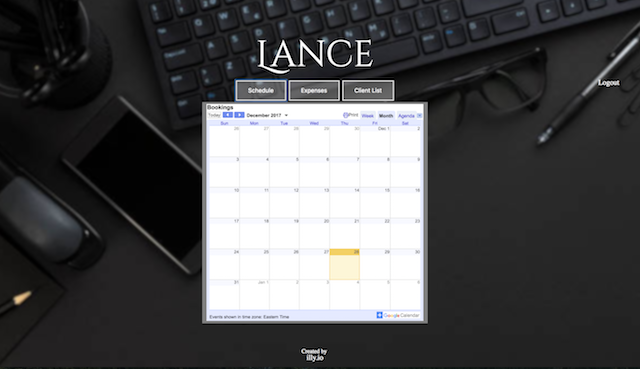 LANCE
Schedule Expenses Client List
Logout
Bookings
Today December 2017 Print Week Month Agenda
Sun Mon Tue Wed Thu Fri Sat
26 27 28 29 30 Dec 1 2
3 4 5 6 7 8 9
10 11 12 13 14 15 16
17 18 19 20 21 22 23
24 25 26 27 28 29 30
31 Jan 1 2 3 4 5 6
Events shown in time zone: Eastern Time
Google Calendar
Created by
illy.io